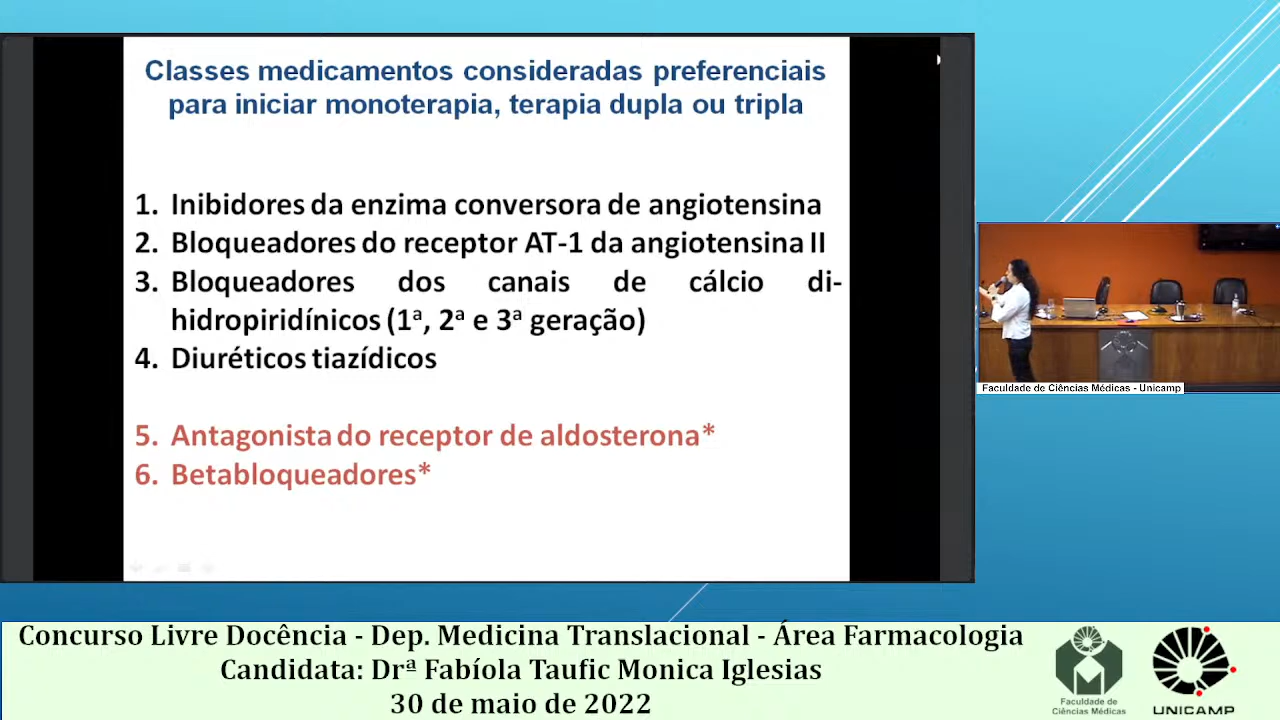 Classes medicamentos consideradas preferenciais
para iniciar monoterapia, terapia dupla ou tripla
1. Inibidores da enzima conversora de angiotensina
2. Bloqueadores do receptor AT-1 da angiotensina II
3. Bloqueadores dos canais de cálcio di-
hidropiridínicos (1ª, 2ª e 3ª geração)
4. Diuréticos tiazídicos
5. Antagonista do receptor de aldosterona*
6. Betabloqueadores*
Faculdade de Ciências Médicas - Unicamp
Concurso Livre Docência - Dep. Medicina Translacional - Área Farmacologia
Candidata: Drª Fabíola Taufic Monica Iglesias
30 de maio de 2022
Faculdade de
Ciências Médicas
UNICAMP